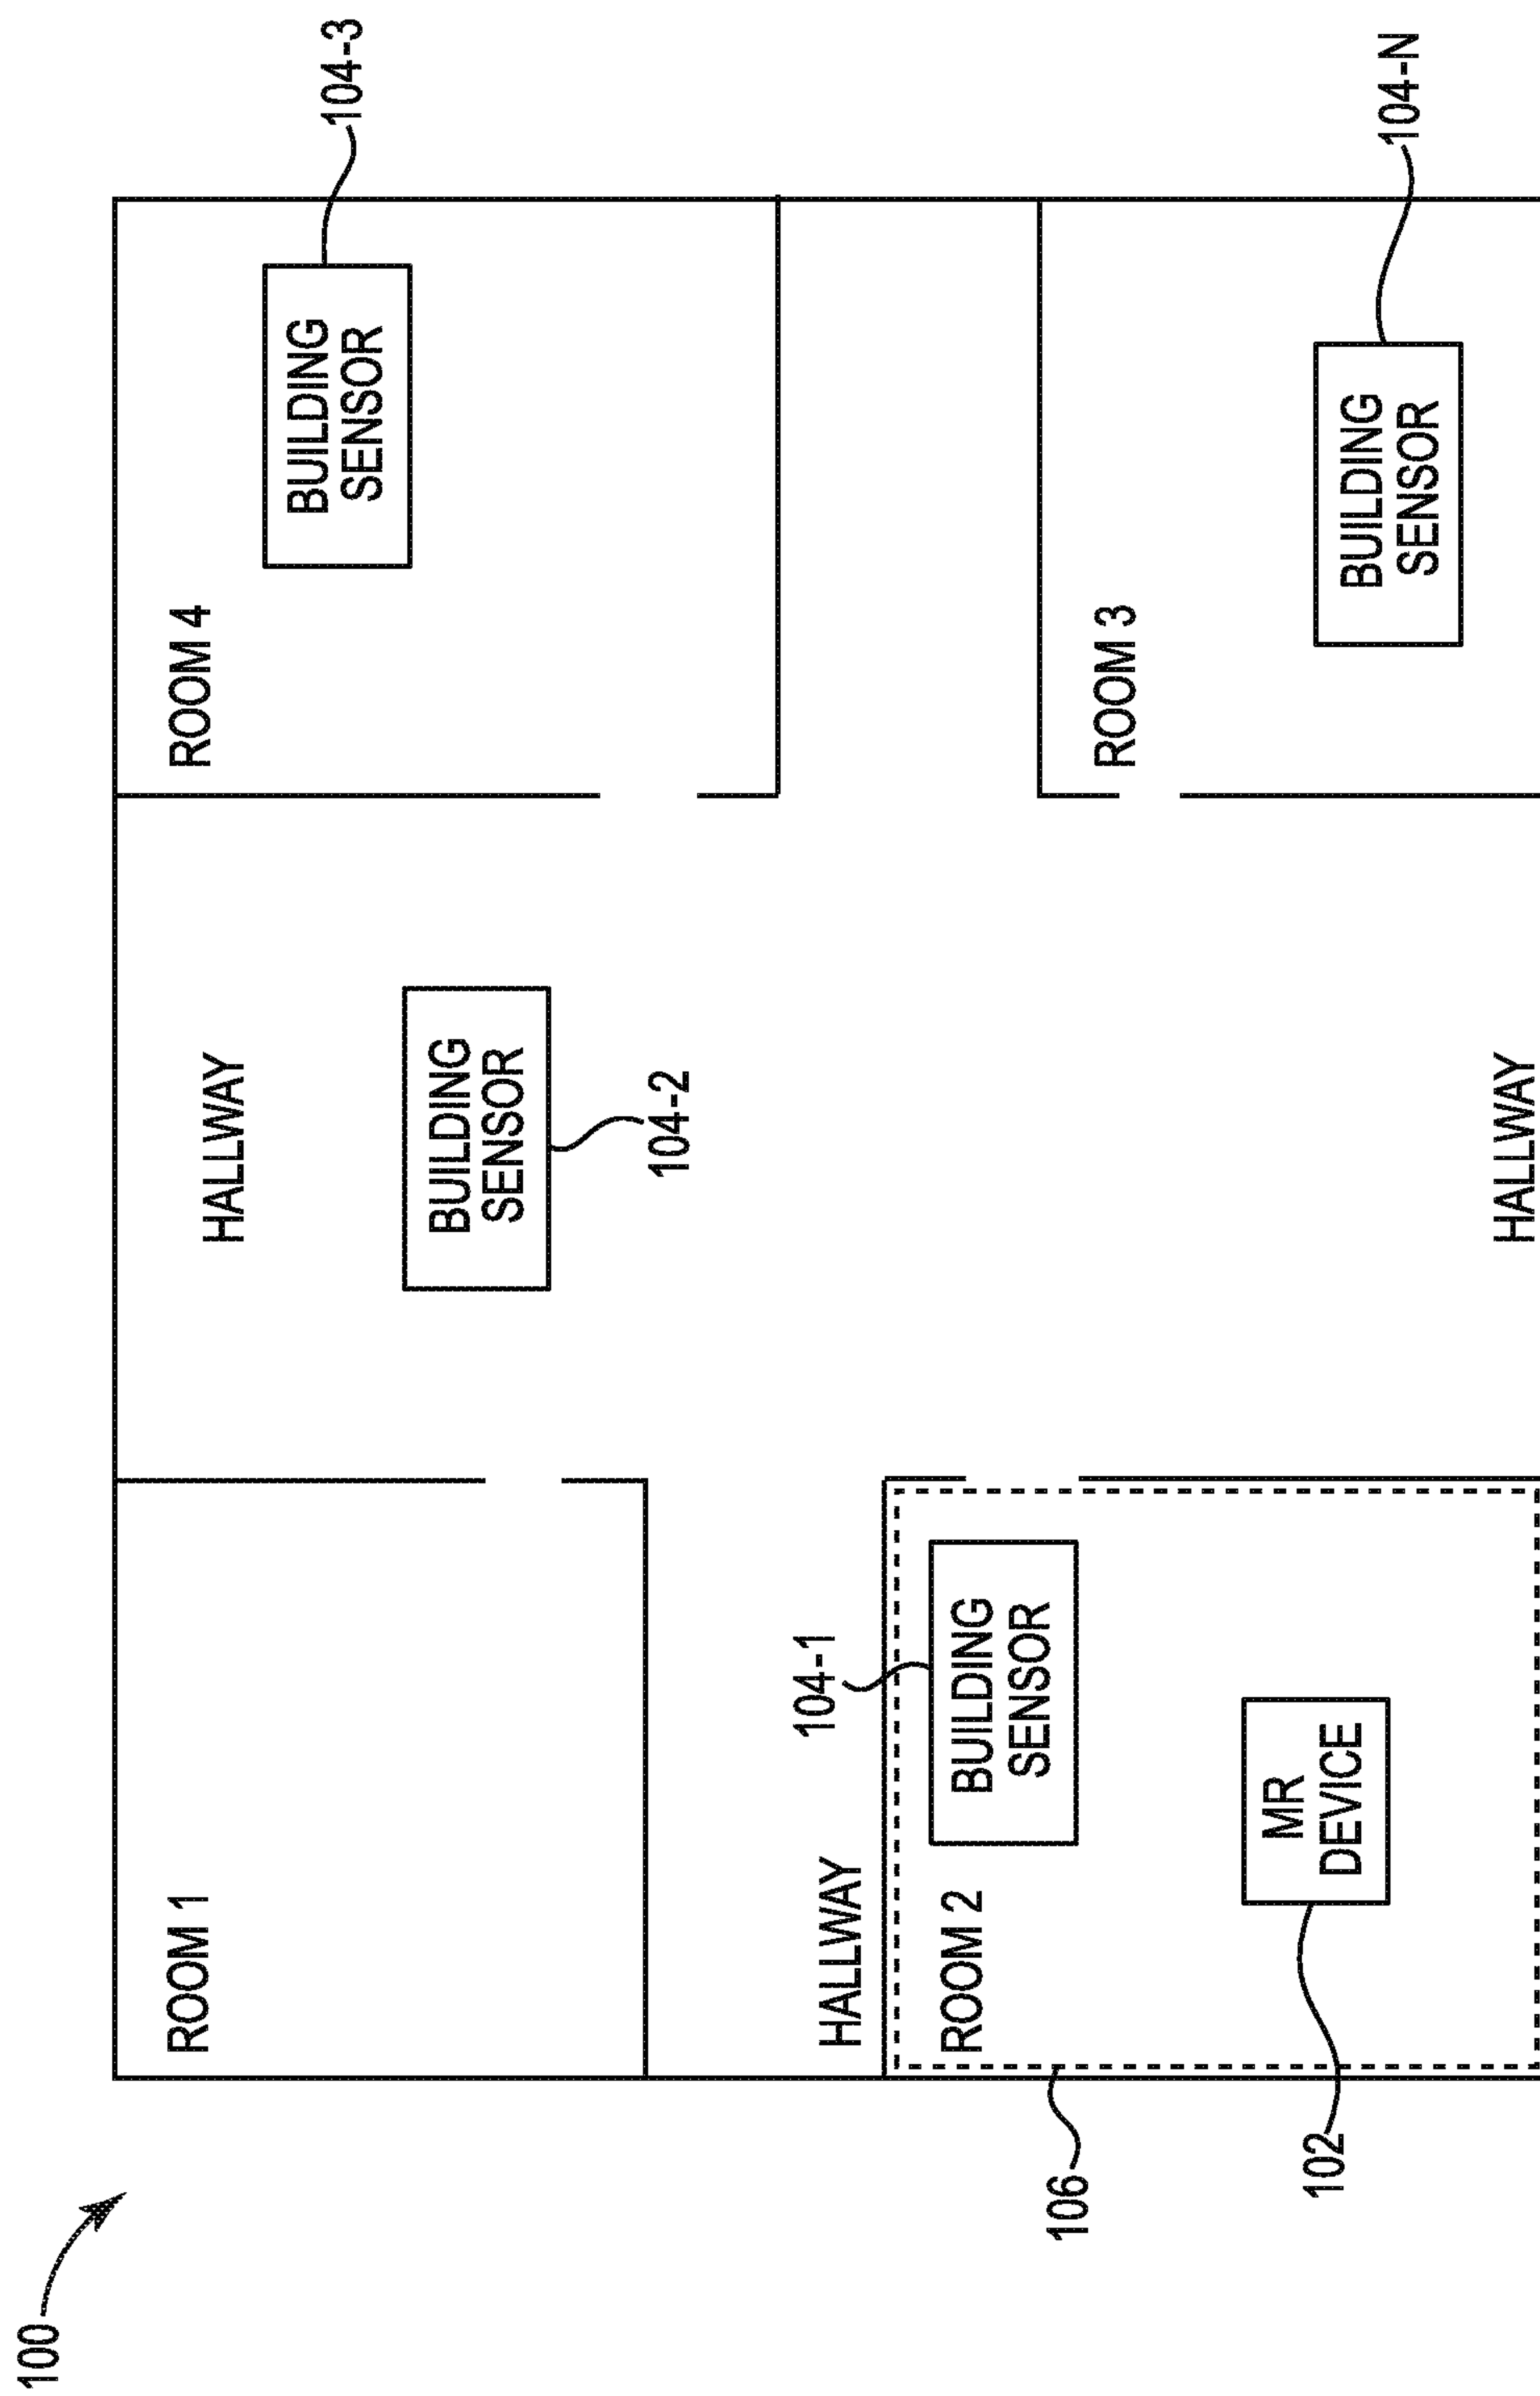 100
ROOM 1
HALLWAY
ROOM 4
BUILDING
SENSOR
104-3
BUILDING
SENSOR
104-2
HALLWAY
104-1
106
ROOM 2
BUILDING
SENSOR
ROOM 3
102
MR
DEVICE
BUILDING
SENSOR
104-N
HALLWAY